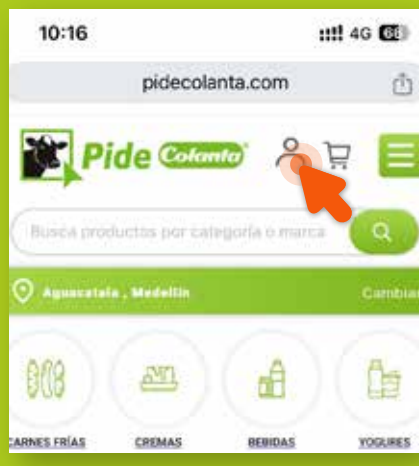 10:16 4G 66
pidecolanta.com
Pide Colanta
Busca productos por categoría o marca
Aguacatala , Medellín Cambiar
CARNES FRÍAS CREMAS BEBIDAS YOGURES